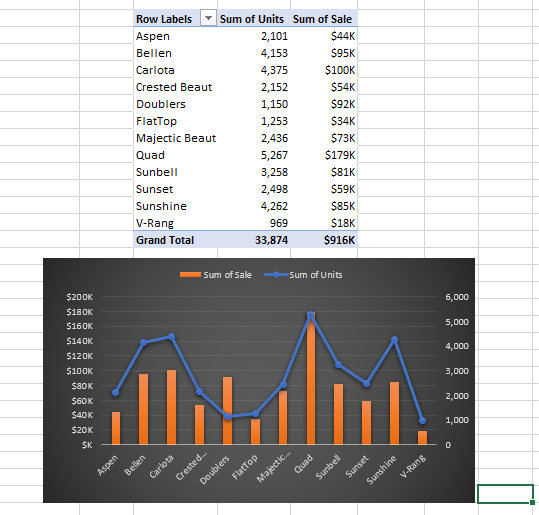 Row Labels Sum of Units Sum of Sale
Aspen 2,101 $44K
Bellen 4,153 $95K
Carlota 4,375 $100K
Crested Beaut 2,152 $54K
Doublers 1,150 $92K
FlatTop 1,253 $34K
Majectic Beaut 2,436 $73K
Quad 5,267 $179K
Sunbell 3,258 $81K
Sunset 2,498 $59K
Sunshine 4,262 $85K
V-Rang 969 $18K
Grand Total 33,874 $916K
Sum of Sale Sum of Units
$200K 6,000
$180K
$160K 5,000
$140K 4,000
$120K
$100K 3,000
$80K
$60K 2,000
$40K 1,000
$20K
$K 0
Aspen Bellen Carlota Crested... Doublers FlatTop Majectic... Quad Sunbell Sunset Sunshine V-Rang